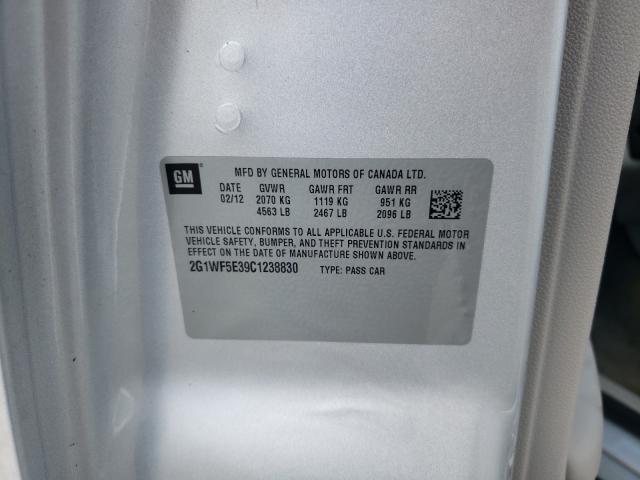 GM
MFD BY GENERAL MOTORS OF CANADA LTD.
DATE GVWR GAWR FRT GAWR RR
02/12 2070 KG 1119 KG 951 KG
4563 LB 2467 LB 2096 LB
THIS VEHICLE CONFORMS TO ALL APPLICABLE U.S. FEDERAL MOTOR
VEHICLE SAFETY, BUMPER, AND THEFT PREVENTION STANDARDS IN
EFFECT ON THE DATE OF MANUFACTURE SHOWN ABOVE.
2G1WF5E39C1238830 TYPE: PASS CAR